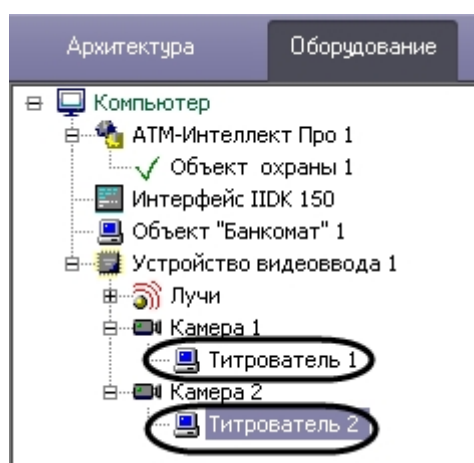 Архитектура Оборудование
Компьютер
АТМ-Интеллект Про 1
Объект охраны 1
Интерфейс IIDK 150
Объект "Банкомат" 1
Устройство видеоввода 1
Лучи
Камера 1
Титрователь 1
Камера 2
Титрователь 2